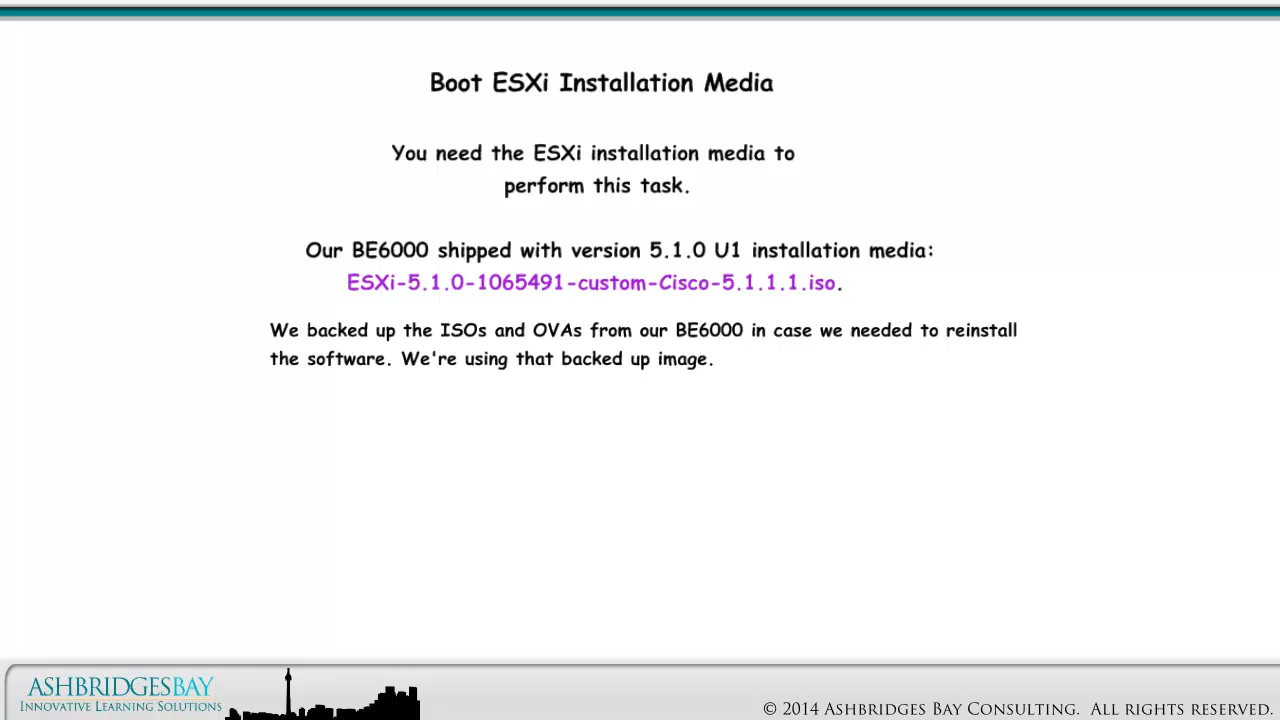 Boot ESXi Installation Media
You need the ESXi installation media to
perform this task.
Our BE6000 shipped with version 5.1.0 U1 installation media:
ESXi-5.1.0-1065491-custom-Cisco-5.1.1.1.iso.
We backed up the ISOs and OVAs from our BE6000 in case we needed to reinstall
the software. We're using that backed up image.
ASHBRIDGESBAY
INNOVATIVE LEARNING SOLUTIONS
© 2014 ASHBRIDGES BAY CONSULTING. ALL RIGHTS RESERVED.